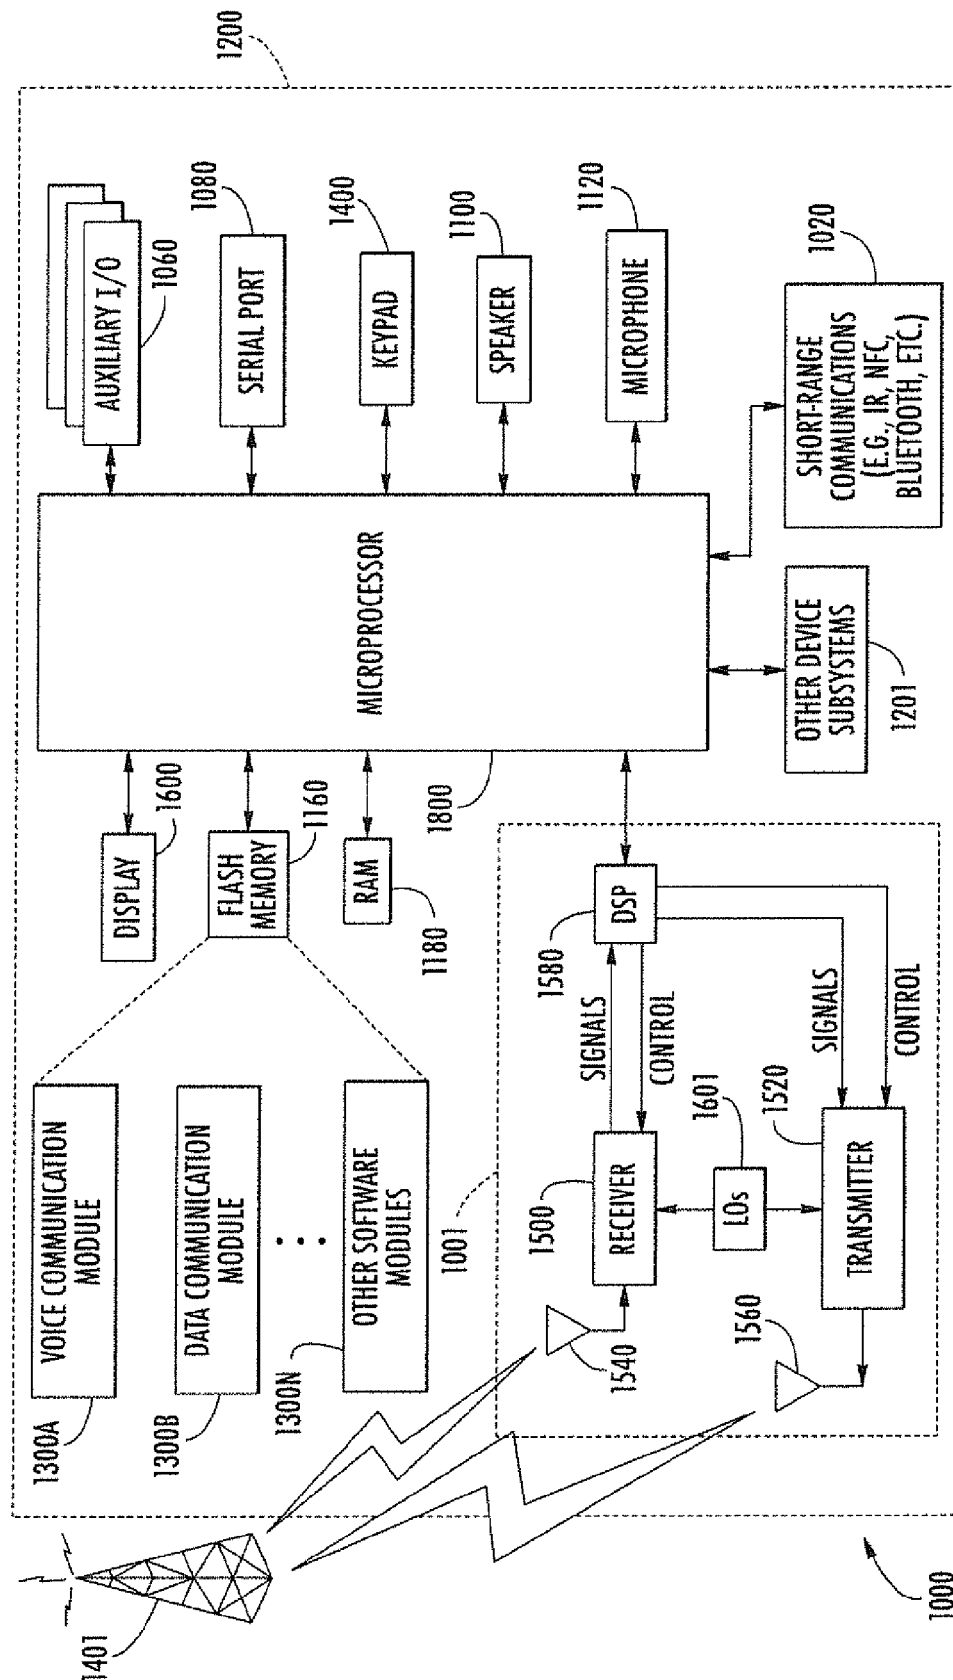 1200
AUXILIARY I/O
1060
SERIAL PORT
1080
KEYPAD
1400
SPEAKER
1100
MICROPHONE
1120
SHORT-RANGE
COMMUNICATIONS
(E.G., IR, NFC,
BLUETOOTH, ETC.)
1020
MICROPROCESSOR
1800
OTHER DEVICE
SUBSYSTEMS
1201
DISPLAY
1600
FLASH
MEMORY
1160
RAM
1180
VOICE COMMUNICATION
MODULE
1300A
DATA COMMUNICATION
MODULE
1300B
OTHER SOFTWARE
MODULES
1300N
1001
DSP
1580
SIGNALS
CONTROL
SIGNALS
CONTROL
RECEIVER
1500
LOs
1601
TRANSMITTER
1520
1540
1560
1401
1000